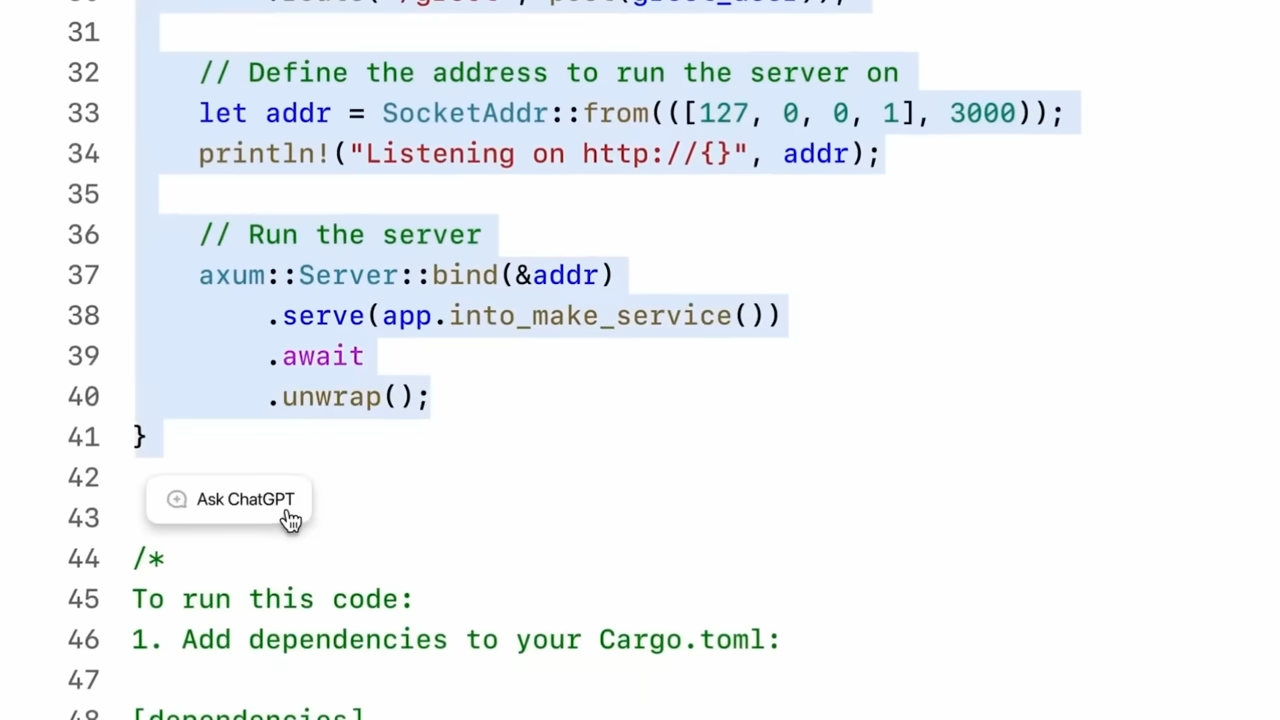 31
32 // Define the address to run the server on
33 let addr = SocketAddr::from(([127, 0, 0, 1], 3000));
34 println!("Listening on http://{}", addr);
35
36 // Run the server
37 axum::Server::bind(&addr)
38 .serve(app.into_make_service())
39 .await
40 .unwrap();
41 }
42
Ask ChatGPT
43
44 /*
45 To run this code:
46 1. Add dependencies to your Cargo.toml:
47
48 [dependencies]